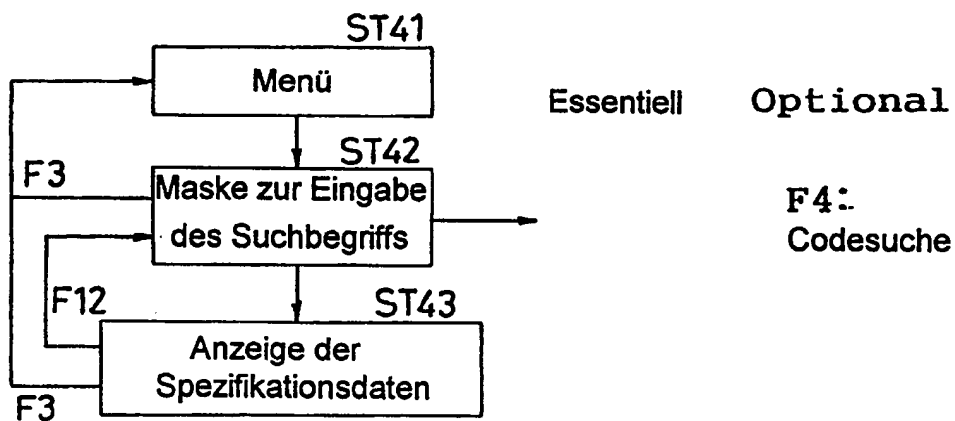 ST41
Menü
Essentiell Optional
ST42
F3
Maske zur Eingabe
des Suchbegriffs
F4:
Codesuche
F12
ST43
Anzeige der
Spezifikationsdaten
F3